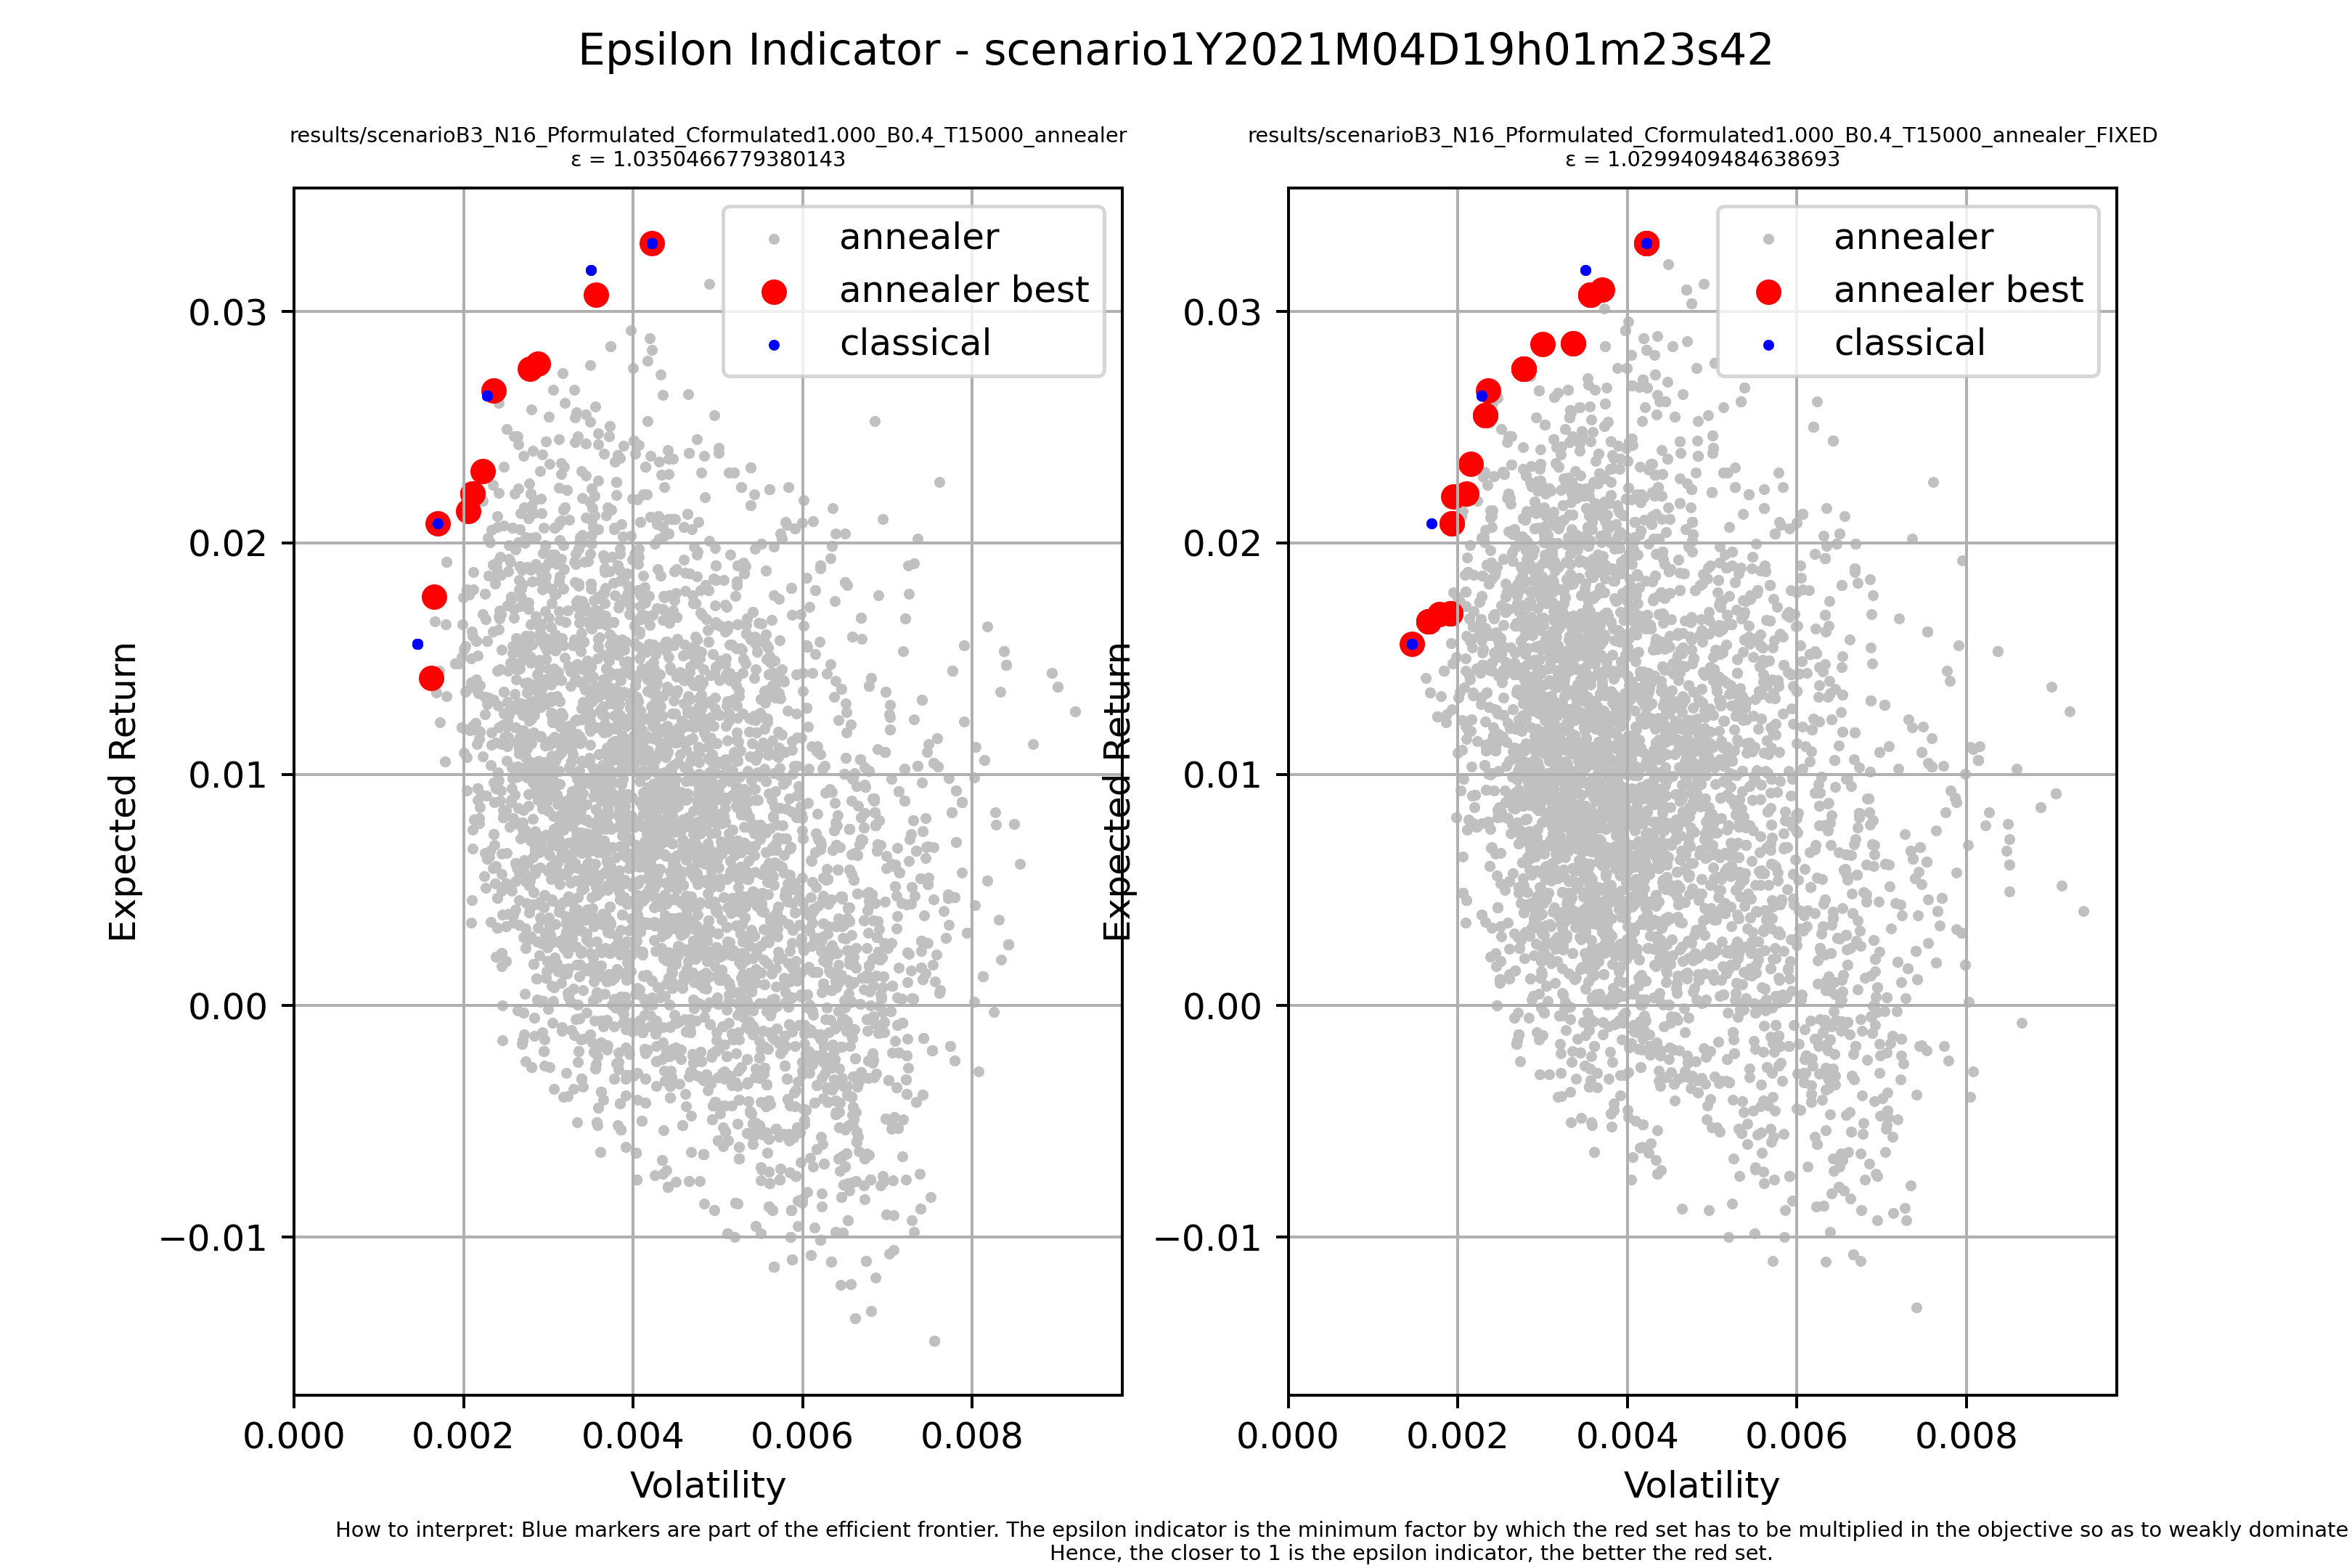 Epsilon Indicator - scenario1Y2021M04D19h01m23s42
results/scenarioB3_N16_Pformulated_Cformulated1.000_B0.4_T15000_annealer
ε = 1.0350466779380143
annealer
annealer best
classical
0.03
0.02
0.01
0.00
−0.01
Expected Return
0.000 0.002 0.004 0.006 0.008
Volatility
results/scenarioB3_N16_Pformulated_Cformulated1.000_B0.4_T15000_annealer_FIXED
ε = 1.0299409484638693
annealer
annealer best
classical
0.03
0.02
0.01
0.00
−0.01
Expected Return
0.000 0.002 0.004 0.006 0.008
Volatility
How to interpret: Blue markers are part of the efficient frontier. The epsilon indicator is the minimum factor by which the red set has to be multiplied in the objective so as to weakly dominate
Hence, the closer to 1 is the epsilon indicator, the better the red set.